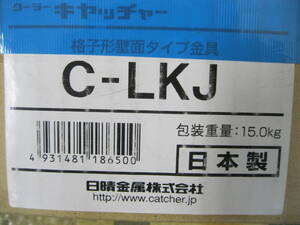 クーラー
キヤッチャー
格子形壁面タイプ金具
C-LKJ
包装重量:15.0kg
4 931481 186500
日本製
日晴金属株式会社
http://www.catcher.jp/